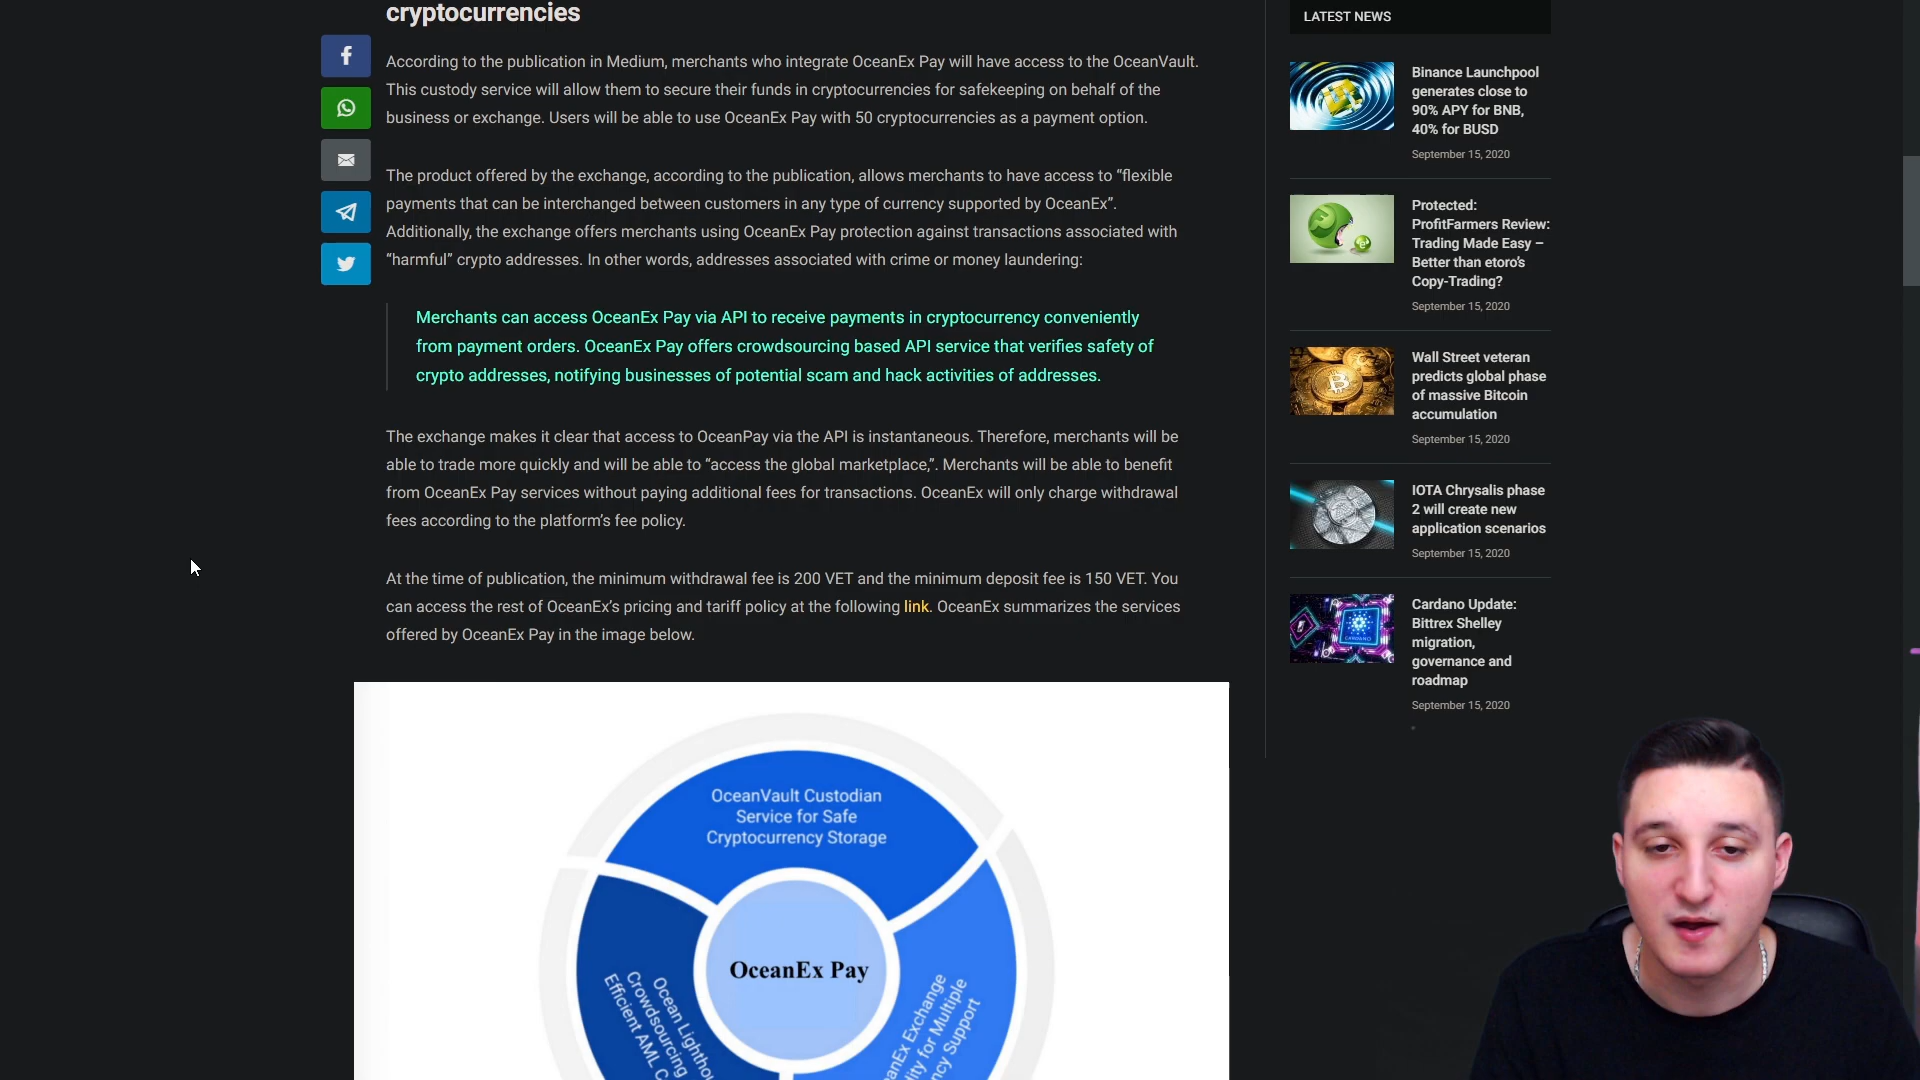 cryptocurrencies
According to the publication in Medium, merchants who integrate OceanEx Pay will have access to the OceanVault.
This custody service will allow them to secure their funds in cryptocurrencies for safekeeping on behalf of the
business or exchange. Users will be able to use OceanEx Pay with 50 cryptocurrencies as a payment option.
The product offered by the exchange, according to the publication, allows merchants to have access to “flexible
payments that can be interchanged between customers in any type of currency supported by OceanEx”.
Additionally, the exchange offers merchants using OceanEx Pay protection against transactions associated with
“harmful” crypto addresses. In other words, addresses associated with crime or money laundering:
Merchants can access OceanEx Pay via API to receive payments in cryptocurrency conveniently
from payment orders. OceanEx Pay offers crowdsourcing based API service that verifies safety of
crypto addresses, notifying businesses of potential scam and hack activities of addresses.
The exchange makes it clear that access to OceanPay via the API is instantaneous. Therefore, merchants will be
able to trade more quickly and will be able to “access the global marketplace,”. Merchants will be able to benefit
from OceanEx Pay services without paying additional fees for transactions. OceanEx will only charge withdrawal
fees according to the platform’s fee policy.
At the time of publication, the minimum withdrawal fee is 200 VET and the minimum deposit fee is 150 VET. You
can access the rest of OceanEx’s pricing and tariff policy at the following link. OceanEx summarizes the services
offered by OceanEx Pay in the image below.
OceanVault Custodian
Service for Safe
Cryptocurrency Storage
OceanEx Pay
Ocean
Crowdsourcing
Efficient AML
Exchange
for Multiple
Support
LATEST NEWS
Binance Launchpool
generates close to
90% APY for BNB,
40% for BUSD
September 15, 2020
Protected:
ProfitFarmers Review:
Trading Made Easy –
Better than etoro’s
Copy-Trading?
September 15, 2020
Wall Street veteran
predicts global phase
of massive Bitcoin
accumulation
September 15, 2020
IOTA Chrysalis phase
2 will create new
application scenarios
September 15, 2020
Cardano Update:
Bittrex Shelley
migration,
governance and
roadmap
September 15, 2020
CARDANO